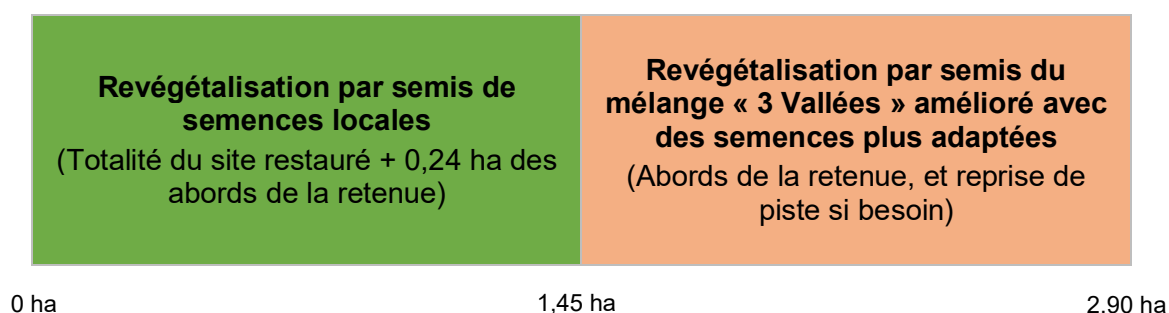 Revégétalisation par semis de
semences locales
(Totalité du site restauré + 0,24 ha des
abords de la retenue)
Revégétalisation par semis du
mélange « 3 Vallées » amélioré avec
des semences plus adaptées
(Abords de la retenue, et reprise de
piste si besoin)
0 ha
1,45 ha
2.90 ha